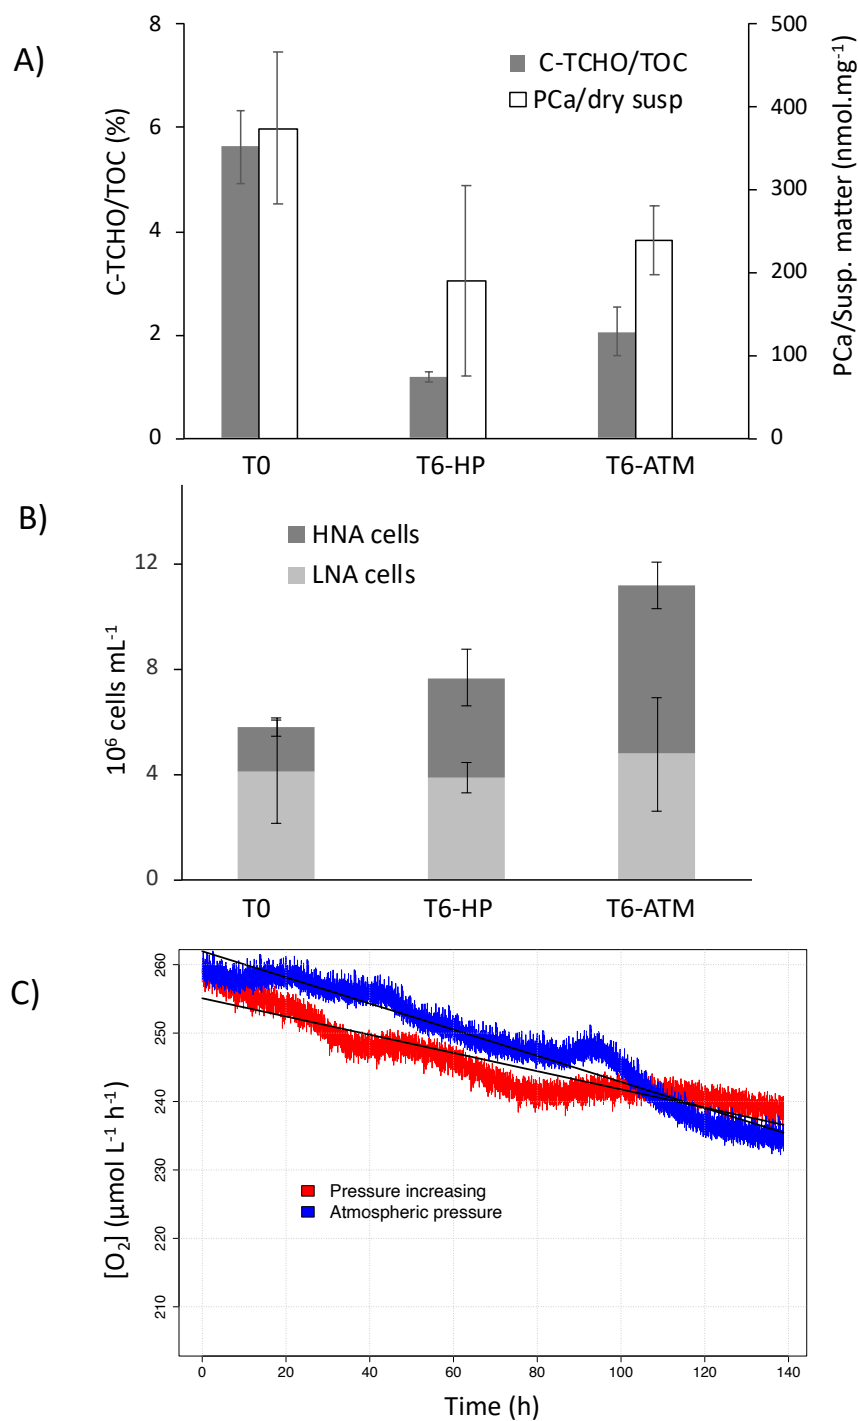 A)
C-TCHO/TOC (%)
8
6
4
2
0
C-TCHO/TOC
PCa/dry susp
500
400
300
200
100
0
PCa/Susp. matter (nmol.mg⁻¹)
T0 T6-HP T6-ATM
B)
10⁶ cells mL⁻¹
12
8
4
0
HNA cells
LNA cells
T0 T6-HP T6-ATM
C)
[O₂] (µmol L⁻¹ h⁻¹)
260
250
240
230
220
210
Pressure increasing
Atmospheric pressure
0 20 40 60 80 100 120 140
Time (h)